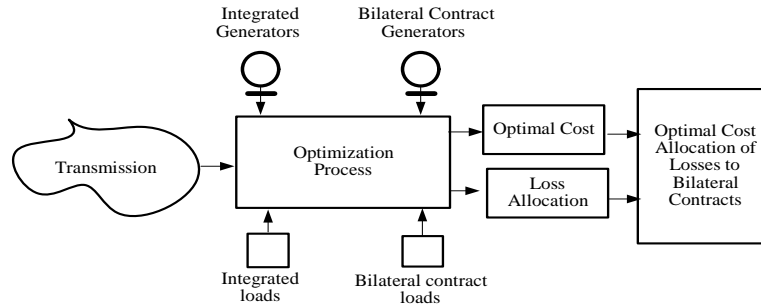 Integrated
Generators
Bilateral Contract
Generators
Transmission
Optimization
Process
Optimal Cost
Loss
Allocation
Optimal Cost
Allocation of
Losses to
Bilateral
Contracts
Integrated
loads
Bilateral contract
loads